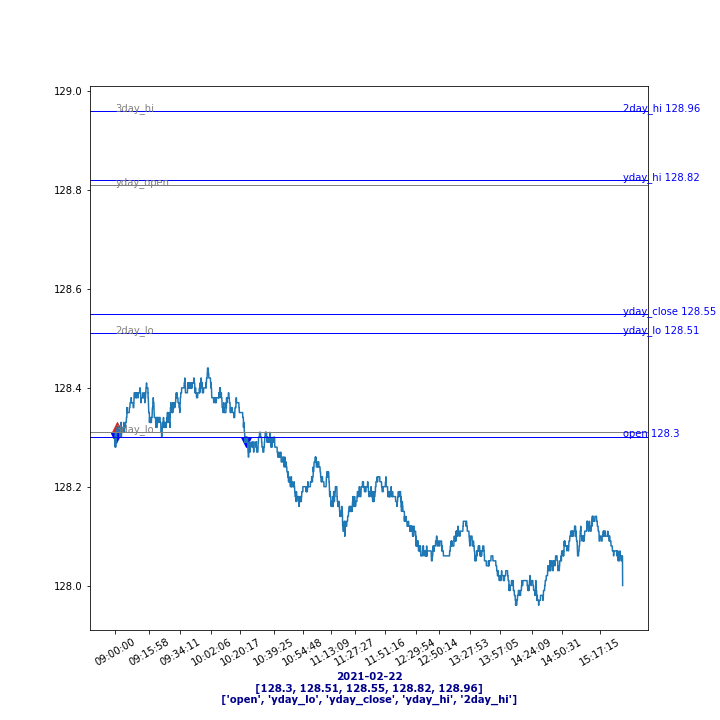 129.0
3day_hi
2day_hi 128.96
128.8
yday_open
yday_hi 128.82
128.6
yday_close 128.55
2day_lo
yday_lo 128.51
128.4
day_lo
open 128.3
128.2
128.0
09:00:00
09:15:58
09:34:11
10:02:06
10:20:17
10:39:25
10:54:48
11:13:09
11:27:27
11:51:16
12:29:54
12:50:14
13:27:53
13:57:05
14:24:09
14:50:31
15:17:15
2021-02-22
[128.3, 128.51, 128.55, 128.82, 128.96]
['open', 'yday_lo', 'yday_close', 'yday_hi', '2day_hi']